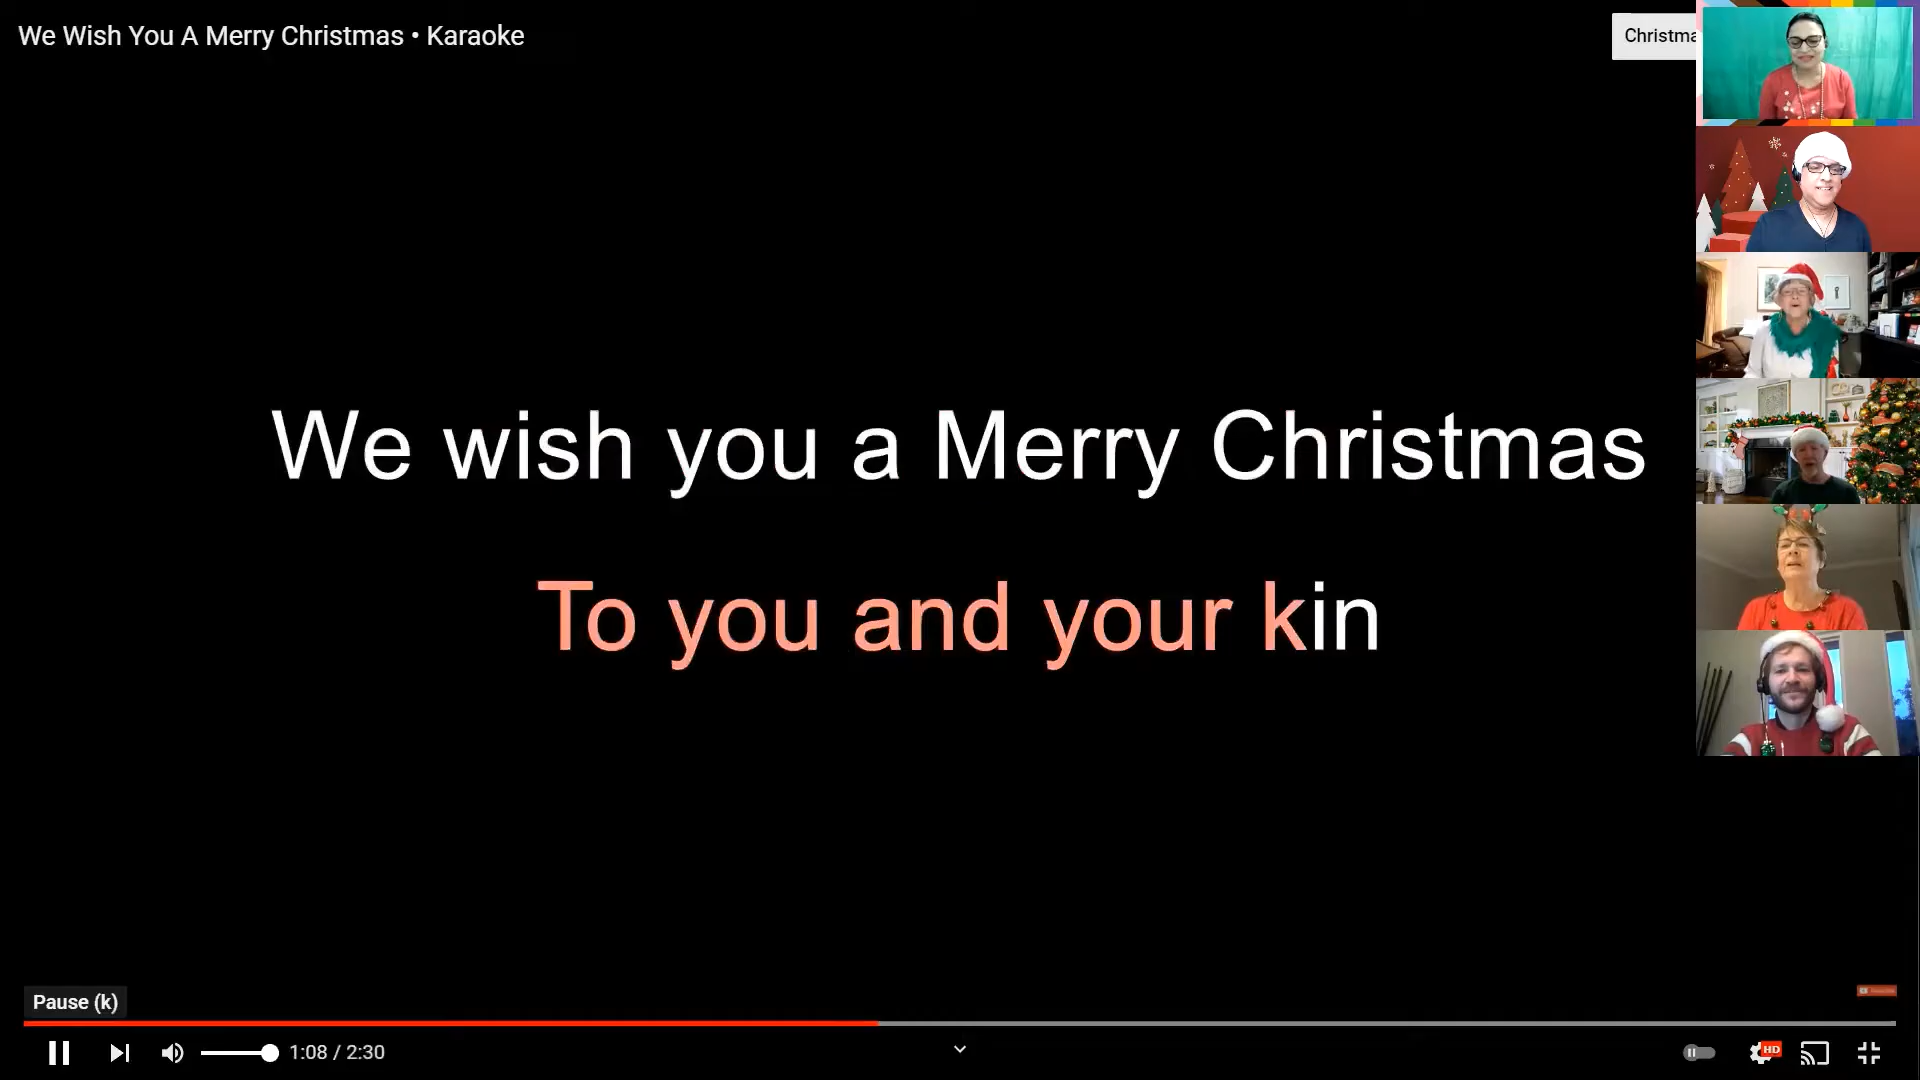 We Wish You A Merry Christmas • Karaoke
Christma
We wish you a Merry Christmas
To you and your kin
Pause (k)
1:08 / 2:30
HD